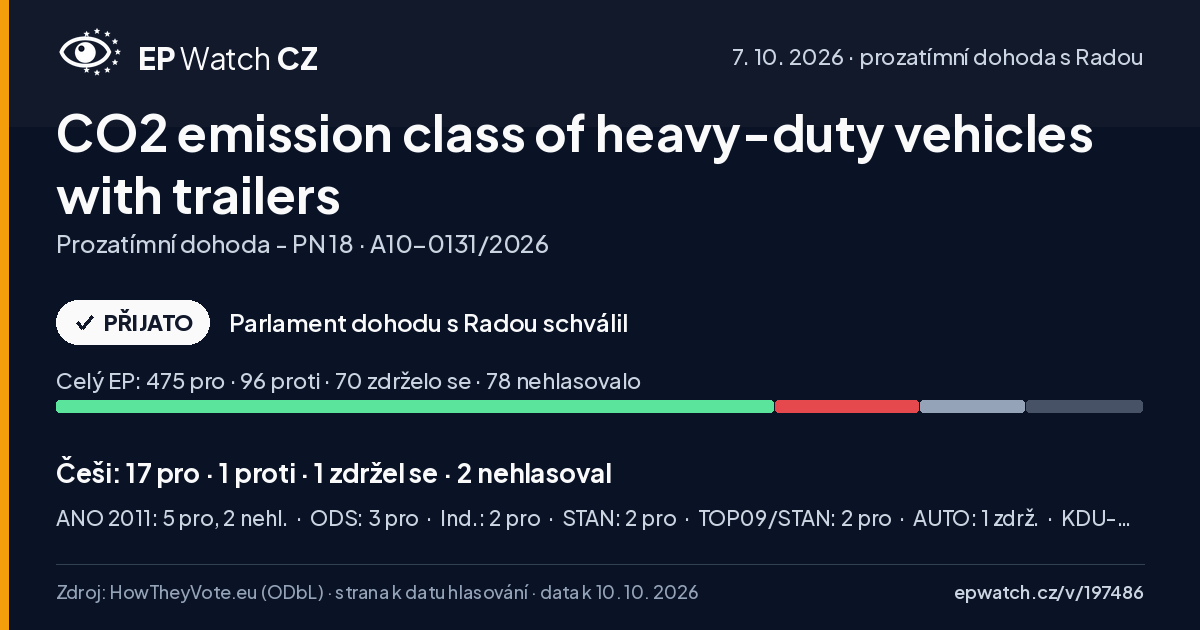 EP Watch CZ
7. 10. 2026 · prozatímní dohoda s Radou
CO2 emission class of heavy-duty vehicles
with trailers
Prozatímní dohoda - PN 18 · A10-0131/2026
✓ PŘIJATO
Parlament dohodu s Radou schválil
Celý EP: 475 pro · 96 proti · 70 zdrželo se · 78 nehlasovalo
Češi: 17 pro · 1 proti · 1 zdržel se · 2 nehlasoval
ANO 2011: 5 pro, 2 nehl. · ODS: 3 pro · Ind.: 2 pro · STAN: 2 pro · TOP09/STAN: 2 pro · AUTO: 1 zdrž. · KDU-…
Zdroj: HowTheyVote.eu (ODbL) · strana k datu hlasování · data k 10. 10. 2026
epwatch.cz/v/197486